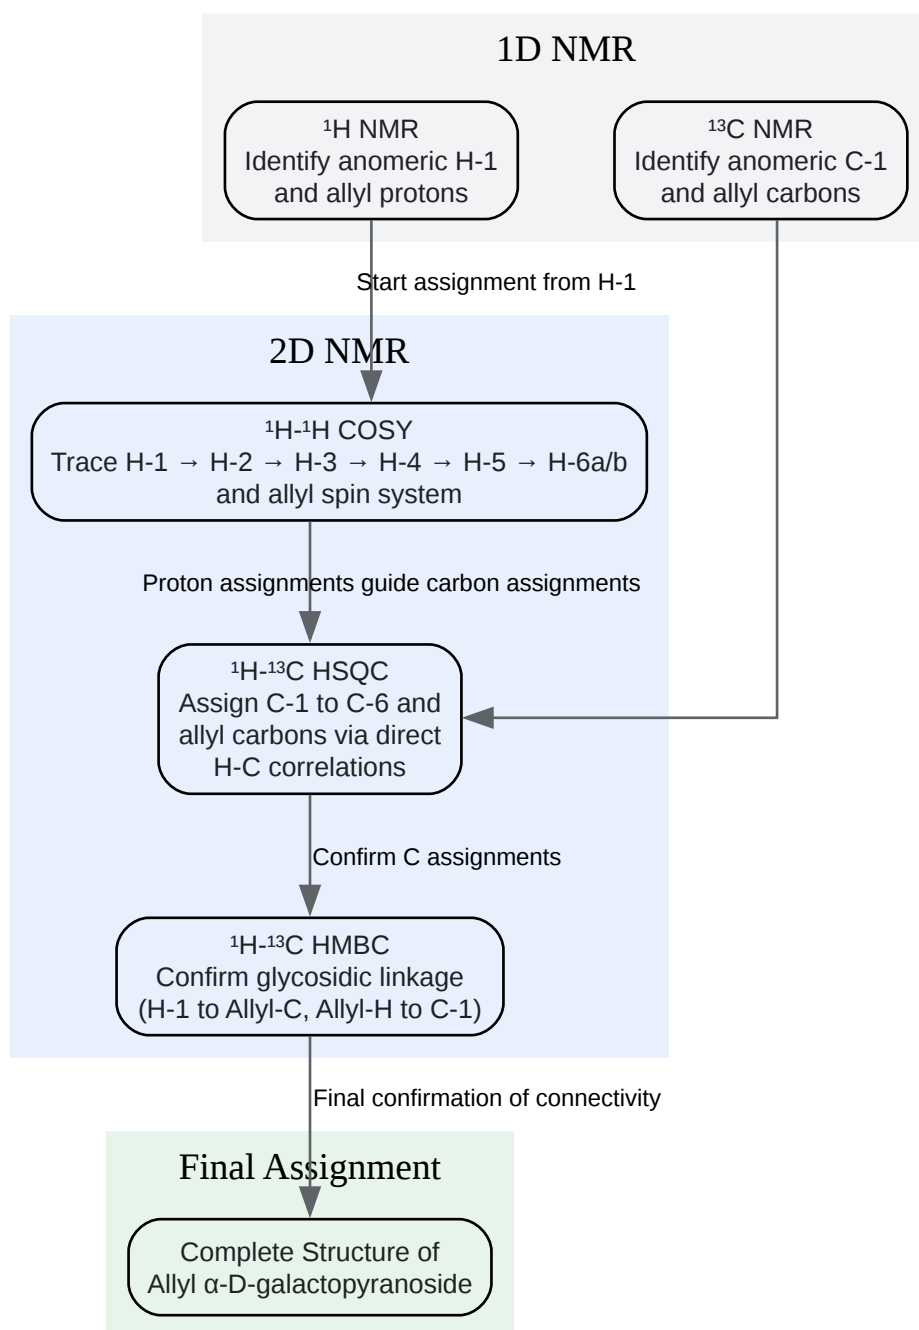 1D NMR
¹H NMR
Identify anomeric H-1
and allyl protons
¹³C NMR
Identify anomeric C-1
and allyl carbons
Start assignment from H-1
2D NMR
¹H-¹H COSY
Trace H-1 → H-2 → H-3 → H-4 → H-5 → H-6a/b
and allyl spin system
Proton assignments guide carbon assignments
¹H-¹³C HSQC
Assign C-1 to C-6 and
allyl carbons via direct
H-C correlations
Confirm C assignments
¹H-¹³C HMBC
Confirm glycosidic linkage
(H-1 to Allyl-C, Allyl-H to C-1)
Final confirmation of connectivity
Final Assignment
Complete Structure of
Allyl α-D-galactopyranoside